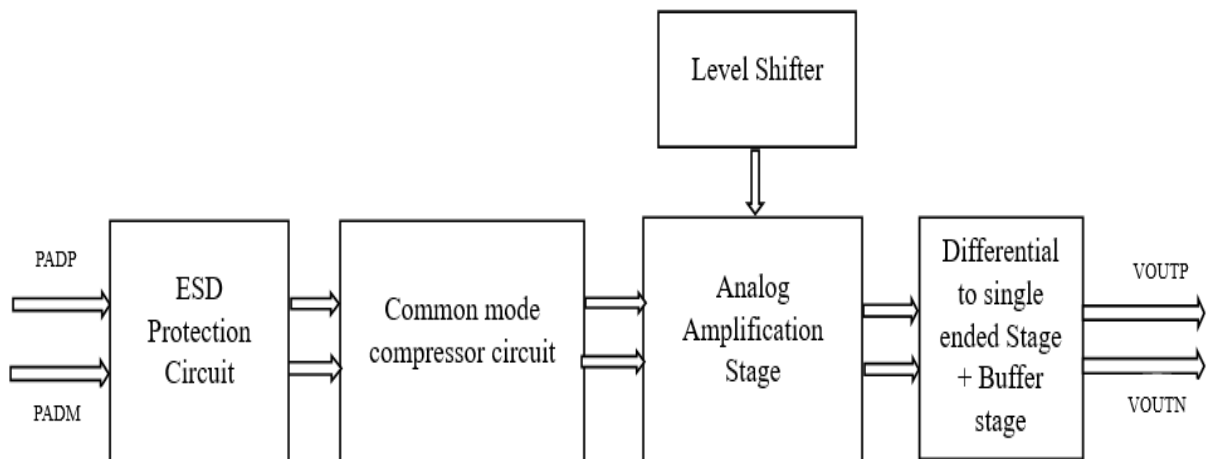 Level Shifter
PADP
PADM
ESD
Protection
Circuit
Common mode
compressor circuit
Analog
Amplification
Stage
Differential
to single
ended Stage
+ Buffer
stage
VOUTP
VOUTN